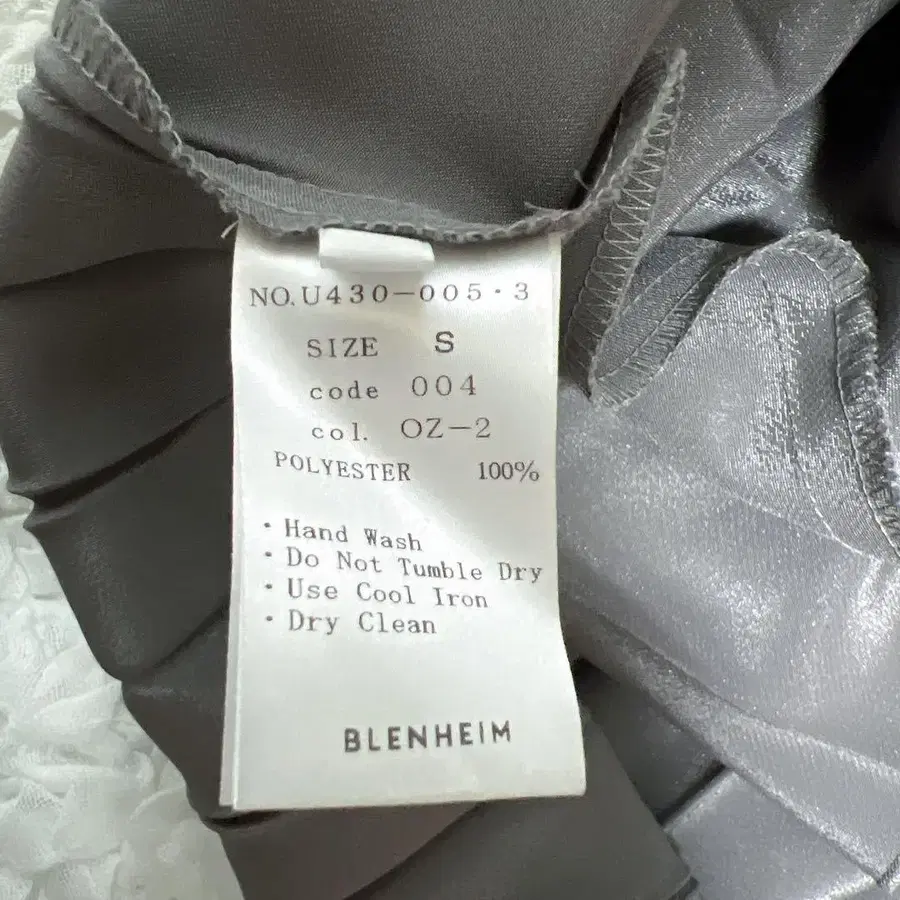 NO.U430-005・3
SIZE S
code 004
col. OZ-2
POLYESTER 100%
・Hand Wash
・Do Not Tumble Dry
・Use Cool Iron
・Dry Clean
BLENHEIM